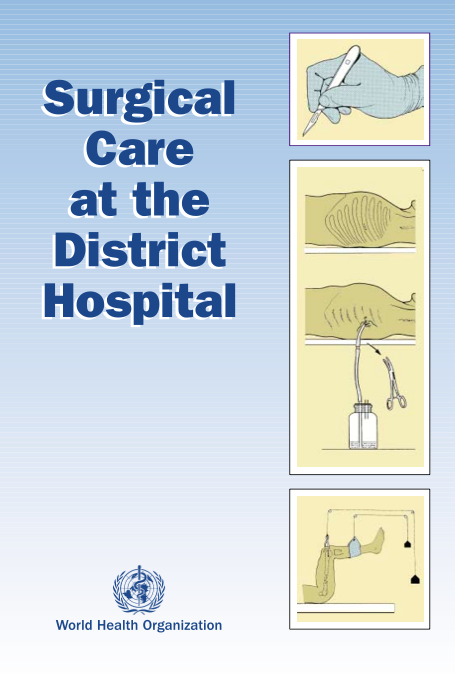 Surgical
Care
at the
District
Hospital
World Health Organization